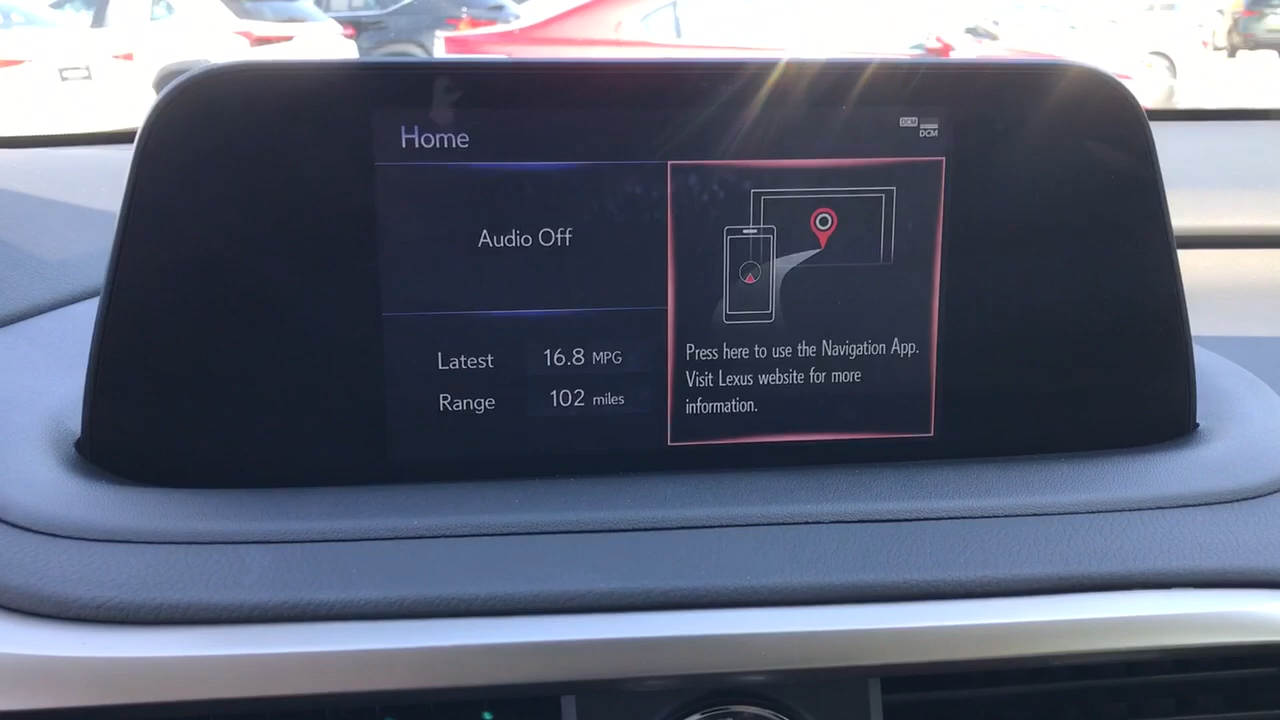 Home
DCM
DCM
Audio Off
Latest 16.8 MPG
Range 102 miles
Press here to use the Navigation App.
Visit Lexus website for more
information.